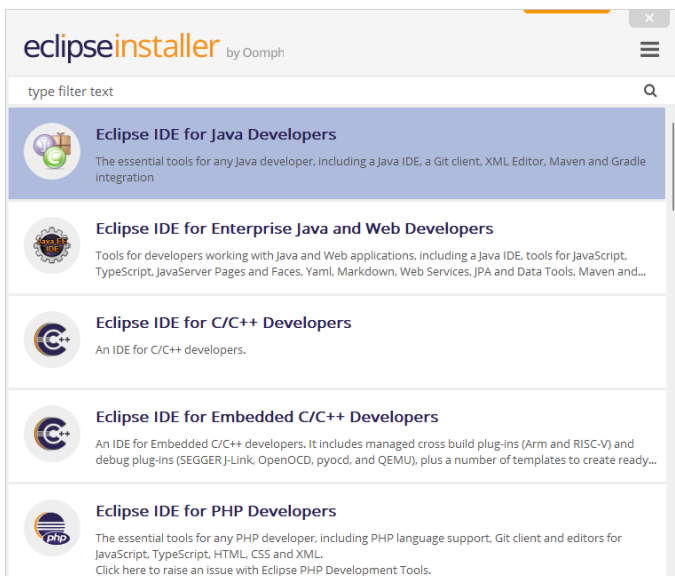 eclipseinstaller by Oomph
type filter text
Eclipse IDE for Java Developers
The essential tools for any Java developer, including a Java IDE, a Git client, XML Editor, Maven and Gradle
integration
Java EE
IDE
Eclipse IDE for Enterprise Java and Web Developers
Tools for developers working with Java and Web applications, including a Java IDE, tools for JavaScript,
TypeScript, JavaServer Pages and Faces, Yaml, Markdown, Web Services, JPA and Data Tools, Maven and...
C++
Eclipse IDE for C/C++ Developers
An IDE for C/C++ developers.
C++
Eclipse IDE for Embedded C/C++ Developers
An IDE for Embedded C/C++ developers. It includes managed cross build plug-ins (Arm and RISC-V) and
debug plug-ins (SEGGER J-Link, OpenOCD, pyocd, and QEMU), plus a number of templates to create ready...
php
Eclipse IDE for PHP Developers
The essential tools for any PHP developer, including PHP language support, Git client and editors for
JavaScript, TypeScript, HTML, CSS and XML.
Click here to raise an issue with Eclipse PHP Development Tools.